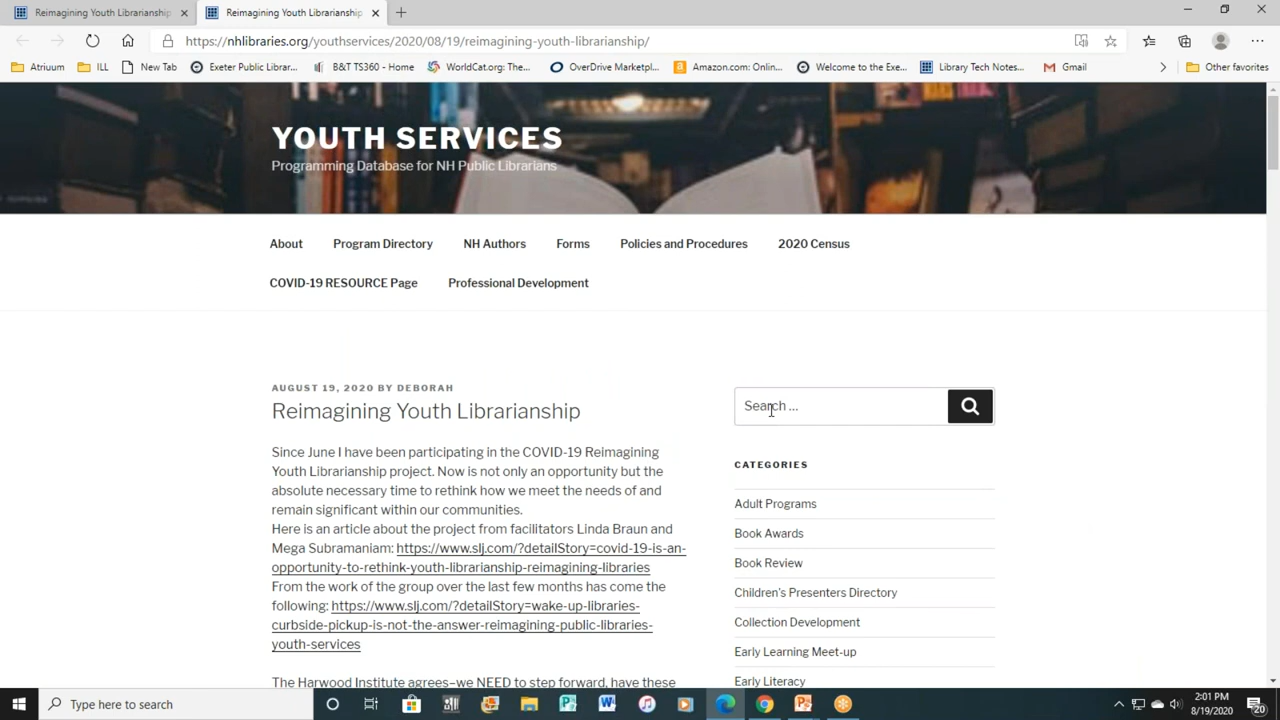 Reimagining Youth Librarianship
Reimagining Youth Librarianship
https://nhlibraries.org/youthservices/2020/08/19/reimagining-youth-librarianship/
Atriuum
ILL
New Tab
Exeter Public Librar...
B&T TS360 - Home
WorldCat.org: The...
OverDrive Marketpl...
Amazon.com: Onlin...
Welcome to the Exe...
Library Tech Notes...
Gmail
Other favorites
YOUTH SERVICES
Programming Database for NH Public Librarians
About
Program Directory
NH Authors
Forms
Policies and Procedures
2020 Census
COVID-19 RESOURCE Page
Professional Development
AUGUST 19, 2020 BY DEBORAH
Reimagining Youth Librarianship
Since June I have been participating in the COVID-19 Reimagining
Youth Librarianship project. Now is not only an opportunity but the
absolute necessary time to rethink how we meet the needs of and
remain significant within our communities.
Here is an article about the project from facilitators Linda Braun and
Mega Subramaniam: https://www.slj.com/?detailStory=covid-19-is-an-
opportunity-to-rethink-youth-librarianship-reimagining-libraries
From the work of the group over the last few months has come the
following: https://www.slj.com/?detailStory=wake-up-libraries-
curbside-pickup-is-not-the-answer-reimagining-public-libraries-
youth-services
The Harwood Institute agrees–we NEED to step forward, have these
Search ...
CATEGORIES
Adult Programs
Book Awards
Book Review
Children's Presenters Directory
Collection Development
Early Learning Meet-up
Early Literacy
Type here to search
2:01 PM
8/19/2020
20